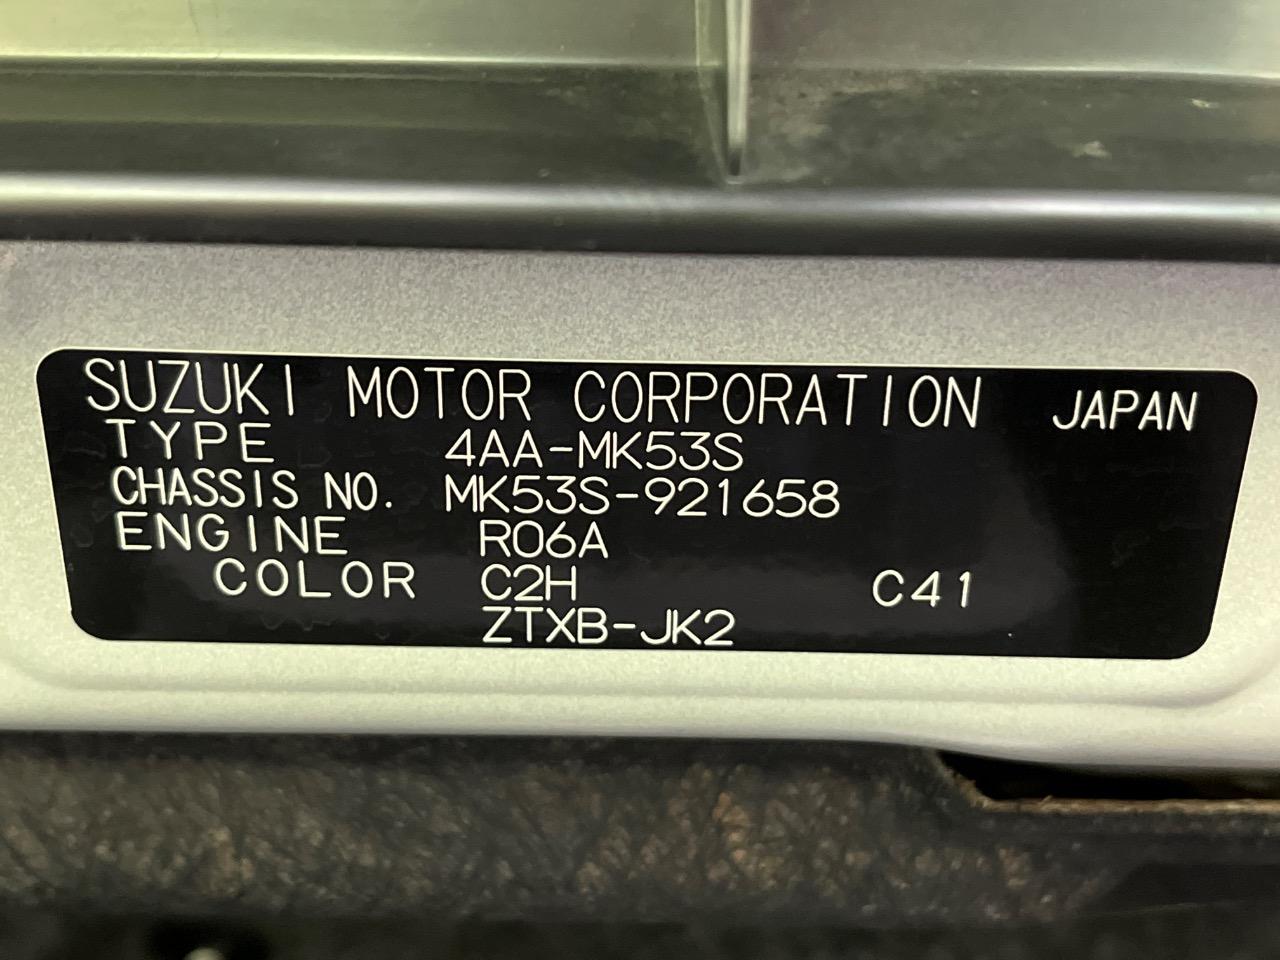 SUZUKI MOTOR CORPORATION JAPAN
TYPE 4AA-MK53S
CHASSIS NO. MK53S-921658
ENGINE R06A
COLOR C2H C41
ZTXB-JK2